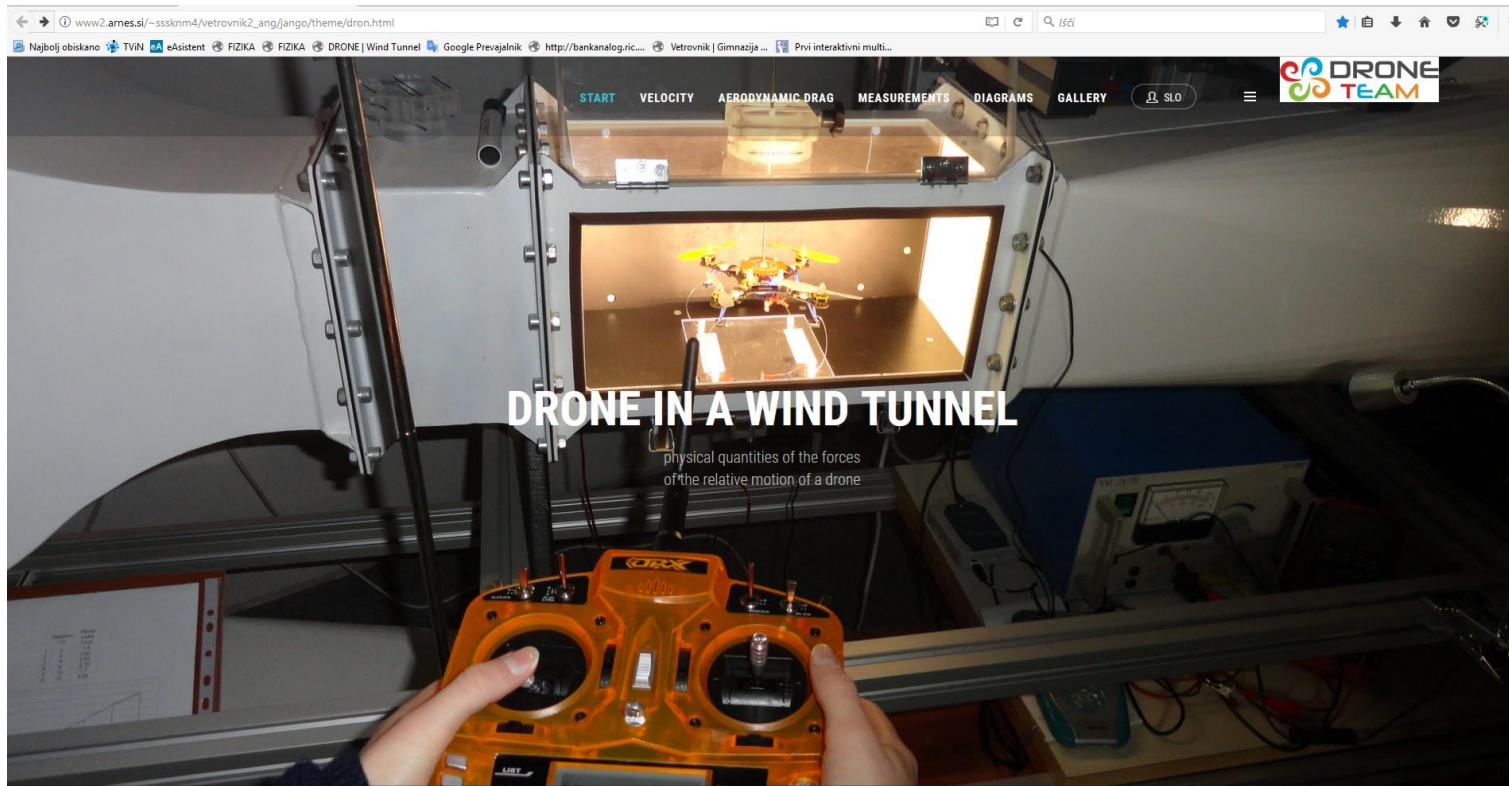 www2.arnes.si/~sssknm4/vetrovnik2_ang/jango/theme/dron.html
Išči
Najbolj obiskano TViN eA eAsistent FIZIKA FIZIKA DRONE | Wind Tunnel Google Prevajalnik http://bankanalog.ric.... Vetrovnik | Gimnazija ... Prvi interaktivni multi...
DRONE
TEAM
START VELOCITY AERODYNAMIC DRAG MEASUREMENTS DIAGRAMS GALLERY SLO
DRONE IN A WIND TUNNEL
physical quantities of the forces
of the relative motion of a drone
LIST